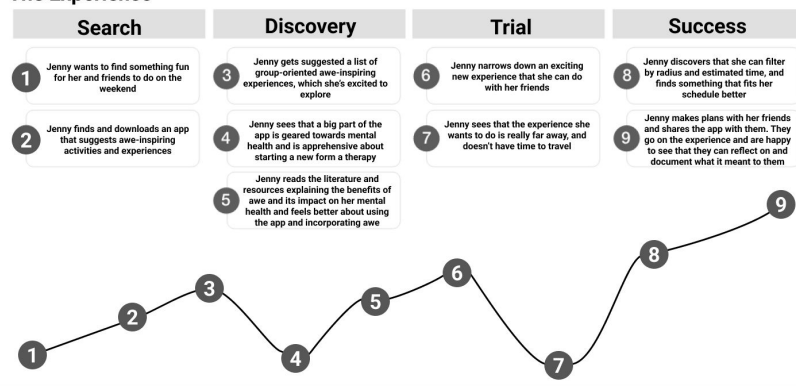 Search
1
Jenny wants to find something fun
for her and friends to do on the
weekend
2
Jenny finds and downloads an app
that suggests awe-inspiring
activities and experiences
Discovery
3
Jenny gets suggested a list of
group-oriented awe-inspiring
experiences, which she's excited to
explore
4
Jenny sees that a big part of the
app is geared towards mental
health and is apprehensive about
starting a new form a therapy
5
Jenny reads the literature and
resources explaining the benefits of
awe and its impact on her mental
health and feels better about using
the app and incorporating awe
Trial
6
Jenny narrows down an exciting
new experience that she can do
with her friends
7
Jenny sees that the experience she
wants to do is really far away, and
doesn't have time to travel
Success
8
Jenny discovers that she can filter
by radius and estimated time, and
finds something that fits her
schedule better
9
Jenny makes plans with her friends
and shares the app with them. They
go on the experience and are happy
to see that they can reflect on and
document what it meant to them
1
2
3
4
5
6
7
8
9